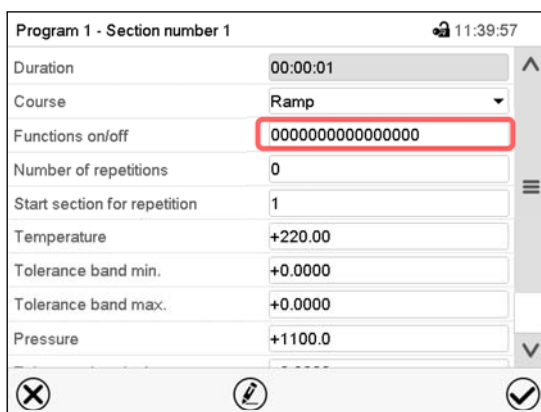 Program 1 - Section number 1 11:39:57
Duration 00:00:01
Course Ramp
Functions on/off 0000000000000000
Number of repetitions 0
Start section for repetition 1
Temperature +220.00
Tolerance band min. +0.0000
Tolerance band max. +0.0000
Pressure +1100.0